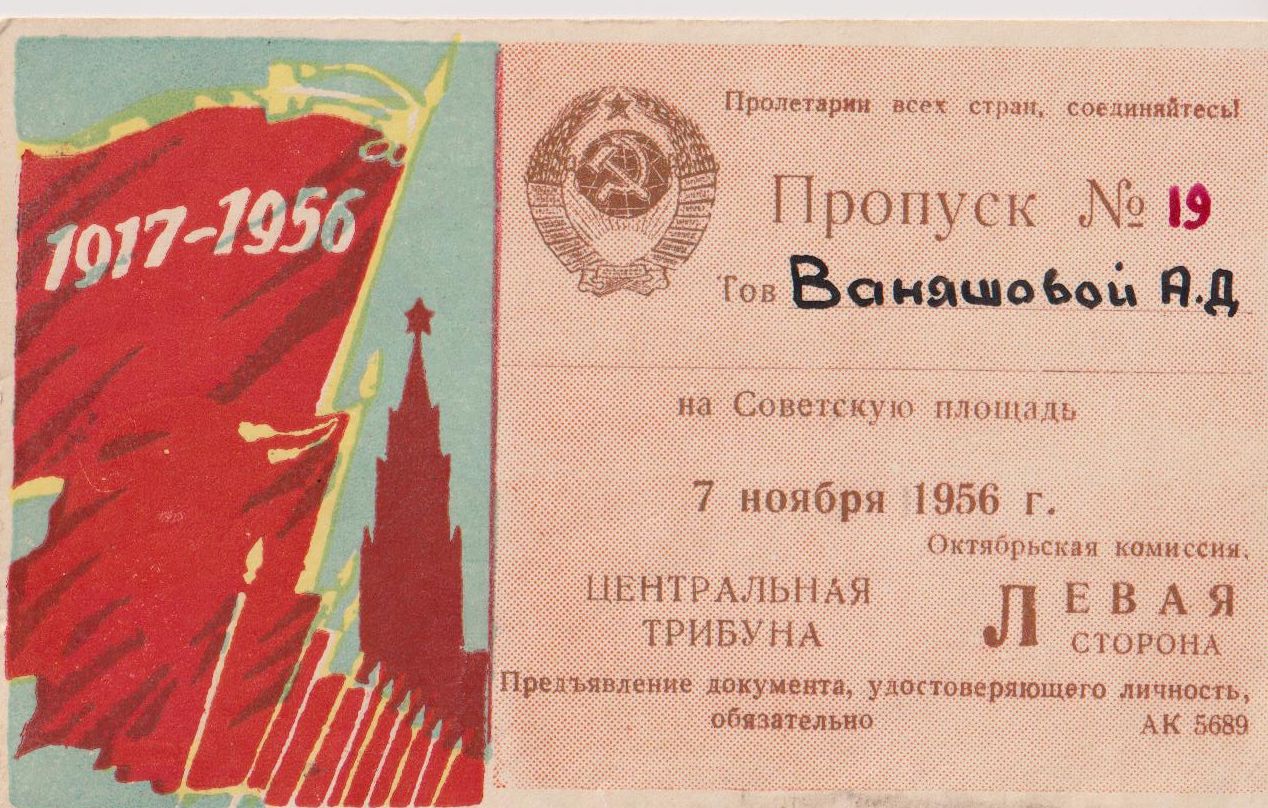 1917-1956
Пролетарии всех стран, соединяйтесь!
Пропуск № 19
Тов Ваняшовой А.Д
на Советскую площадь
7 ноября 1956 г.
Октябрьская комиссия.
ЦЕНТРАЛЬНАЯ
ТРИБУНА
ЛЕВАЯ
СТОРОНА
Предъявление документа, удостоверяющего личность,
обязательно
АК 5689